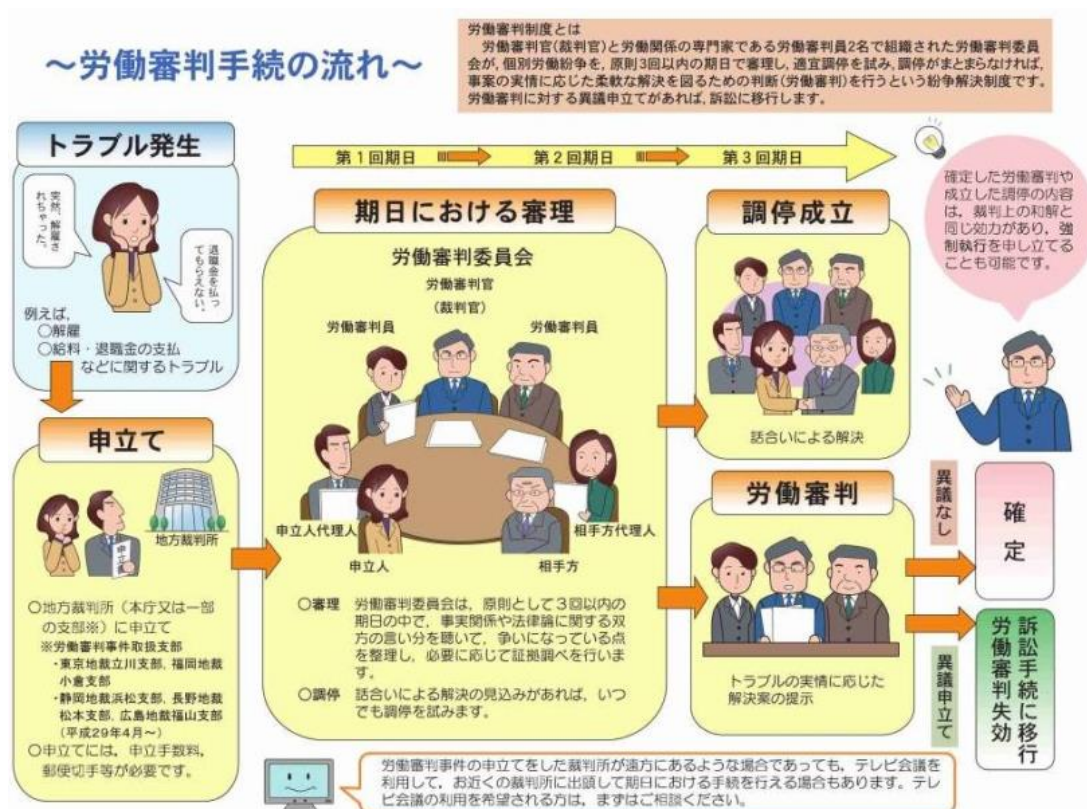 ～労働審判手続の流れ～
労働審判制度とは
労働審判官(裁判官)と労働関係の専門家である労働審判員2名で組織された労働審判委員
会が，個別労働紛争を，原則3回以内の期日で審理し，適宜調停を試み，調停がまとまらなければ，
事案の実情に応じた柔軟な解決を図るための判断(労働審判)を行うという紛争解決制度です。
労働審判に対する異議申立てがあれば，訴訟に移行します。
トラブル発生
突然，解雇さ
れちゃった。
退職金を払っ
てもらえない。
例えば，
○解雇
○給料・退職金の支払
などに関するトラブル
申立て
地方裁判所
申立書
○地方裁判所（本庁又は一部
の支部※）に申立て
※労働審判事件取扱支部
・東京地裁立川支部，福岡地裁
小倉支部
・静岡地裁浜松支部，長野地裁
松本支部，広島地裁福山支部
(平成29年4月～)
○申立てには，申立手数料，
郵便切手等が必要です。
第1回期日
第2回期日
第3回期日
期日における審理
労働審判委員会
労働審判官
(裁判官)
労働審判員
労働審判員
申立人代理人
相手方代理人
申立人
相手方
○審理 労働審判委員会は，原則として３回以内の
期日の中で，事実関係や法律論に関する双
方の言い分を聴いて，争いになっている点
を整理し，必要に応じて証拠調べを行いま
す。
○調停 話合いによる解決の見込みがあれば，いつ
でも調停を試みます。
調停成立
話合いによる解決
労働審判
トラブルの実情に応じた
解決案の提示
確定した労働審判や
成立した調停の内容
は，裁判上の和解と
同じ効力があり，強
制執行を申し立てる
ことも可能です。
異議なし
確定
異議申立て
訴訟手続に移行
労働審判失効
労働審判事件の申立てをした裁判所が遠方にあるような場合であっても，テレビ会議を
利用して，お近くの裁判所に出頭して期日における手続を行える場合もあります。テレ
ビ会議の利用を希望される方は，まずはご相談ください。